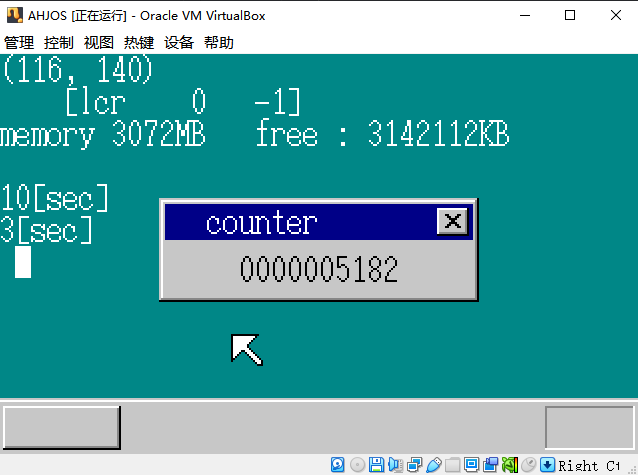 AHJOS [正在运行] - Oracle VM VirtualBox
管理 控制 视图 热键 设备 帮助
(116, 140)
[lcr 0 -1]
memory 3072MB free : 3142112KB
10[sec]
3[sec]
counter
0000005182
Right Ct